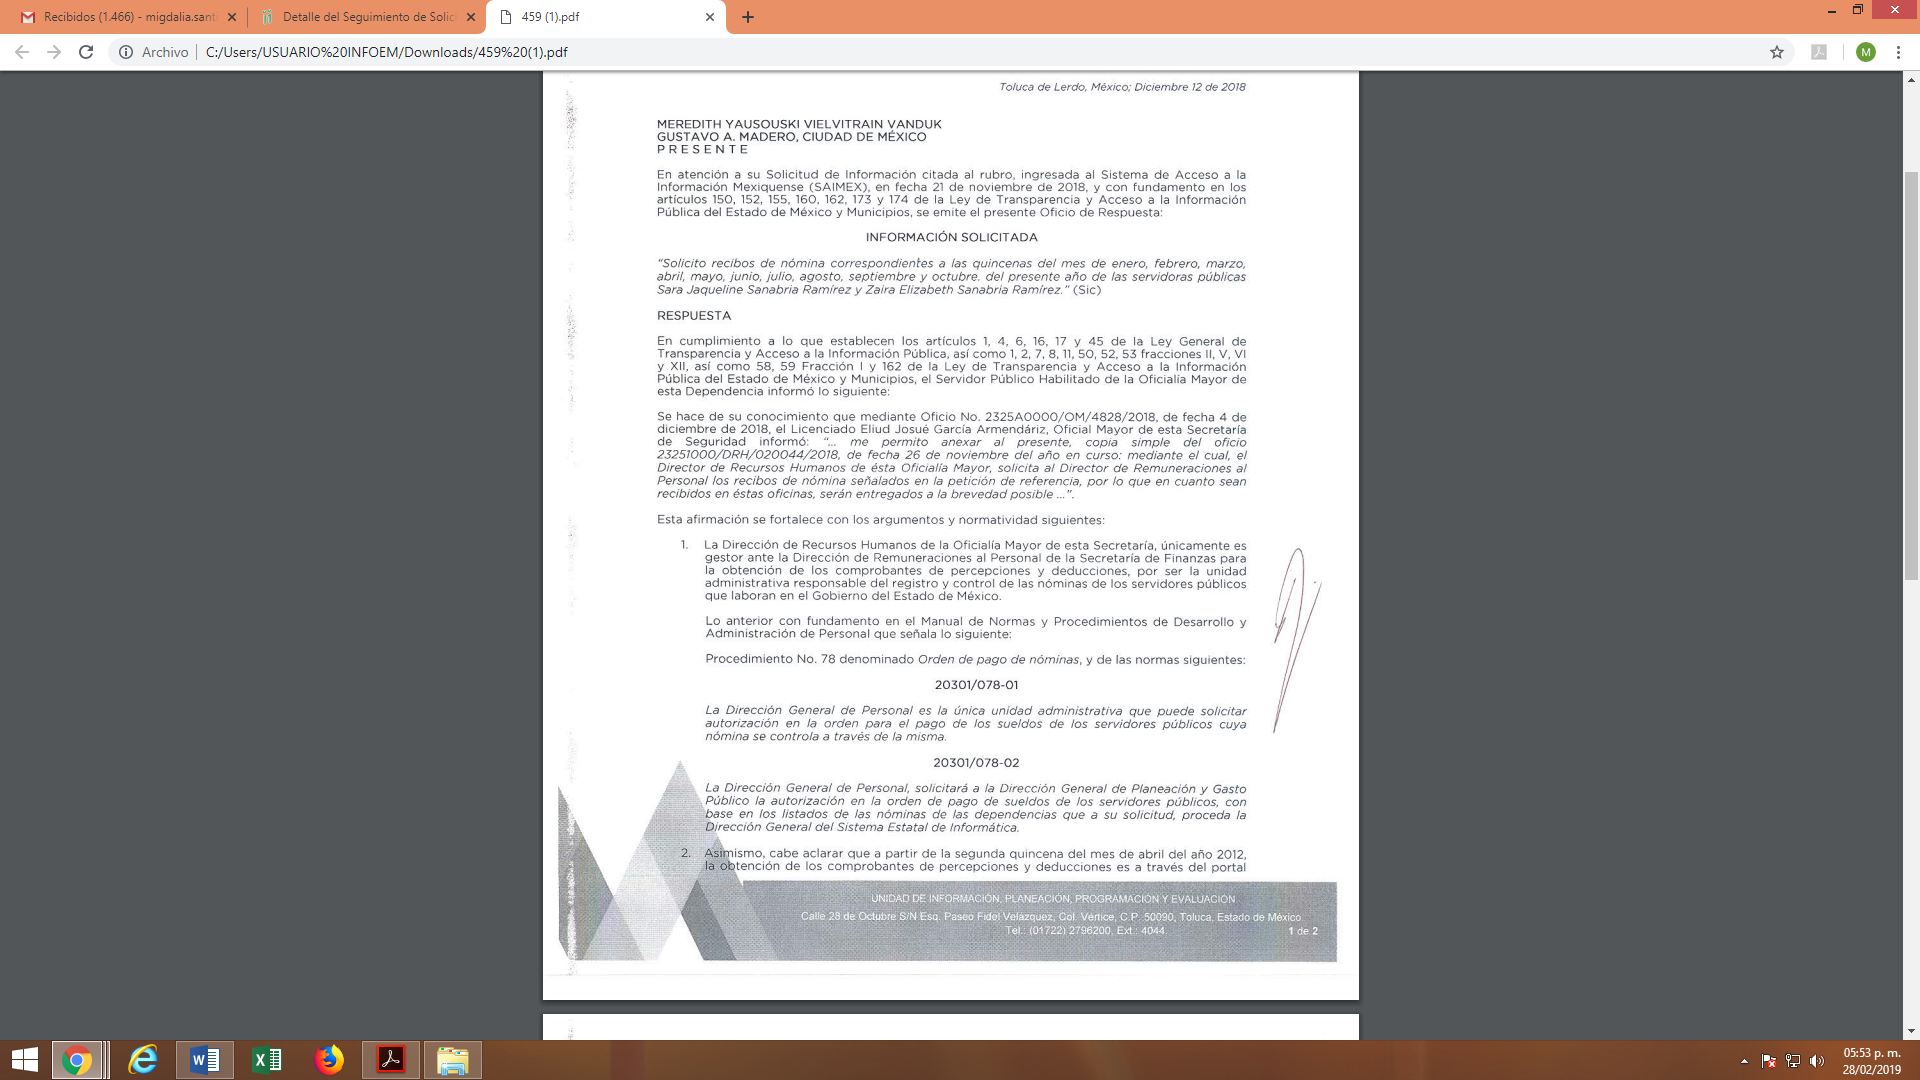 Recibidos (1.466) - migdalia.sant
Detalle del Seguimiento de Solic
459 (1).pdf
Archivo
C:/Users/USUARIO%20INFOEM/Downloads/459%20(1).pdf
M
Toluca de Lerdo, México; Diciembre 12 de 2018
MEREDITH YAUSOUSKI VIELVITRAIN VANDUK
GUSTAVO A. MADERO, CIUDAD DE MÉXICO
P R E S E N T E
En atención a su Solicitud de Información citada al rubro, ingresada al Sistema de Acceso a la
Información Mexiquense (SAIMEX), en fecha 21 de noviembre de 2018, y con fundamento en los
artículos 150, 152, 155, 160, 162, 173 y 174 de la Ley de Transparencia y Acceso a la Información
Pública del Estado de México y Municipios, se emite el presente Oficio de Respuesta:
INFORMACIÓN SOLICITADA
“Solicito recibos de nómina correspondientes a las quincenas del mes de enero, febrero, marzo,
abril, mayo, junio, julio, agosto, septiembre y octubre. del presente año de las servidoras públicas
Sara Jaqueline Sanabria Ramírez y Zaira Elizabeth Sanabria Ramírez.” (Sic)
RESPUESTA
En cumplimiento a lo que establecen los artículos 1, 4, 6, 16, 17 y 45 de la Ley General de
Transparencia y Acceso a la Información Pública, así como 1, 2, 7, 8, 11, 50, 52, 53 fracciones II, V, VI
y XII, así como 58, 59 Fracción I y 162 de la Ley de Transparencia y Acceso a la Información
Pública del Estado de México y Municipios, el Servidor Público Habilitado de la Oficialía Mayor de
esta Dependencia informó lo siguiente:
Se hace de su conocimiento que mediante Oficio No. 2325A0000/OM/4828/2018, de fecha 4 de
diciembre de 2018, el Licenciado Eliud Josué García Armendáriz, Oficial Mayor de esta Secretaría
de Seguridad informó: “... me permito anexar al presente, copia simple del oficio
23251000/DRH/020044/2018, de fecha 26 de noviembre del año en curso: mediante el cual, el
Director de Recursos Humanos de ésta Oficialía Mayor, solicita al Director de Remuneraciones al
Personal los recibos de nómina señalados en la petición de referencia, por lo que en cuanto sean
recibidos en éstas oficinas, serán entregados a la brevedad posible ...”.
Esta afirmación se fortalece con los argumentos y normatividad siguientes:
1. La Dirección de Recursos Humanos de la Oficialía Mayor de esta Secretaría, únicamente es
gestor ante la Dirección de Remuneraciones al Personal de la Secretaría de Finanzas para
la obtención de los comprobantes de percepciones y deducciones, por ser la unidad
administrativa responsable del registro y control de las nóminas de los servidores públicos
que laboran en el Gobierno del Estado de México.
Lo anterior con fundamento en el Manual de Normas y Procedimientos de Desarrollo y
Administración de Personal que señala lo siguiente:
Procedimiento No. 78 denominado Orden de pago de nóminas, y de las normas siguientes:
20301/078-01
La Dirección General de Personal es la única unidad administrativa que puede solicitar
autorización en la orden para el pago de los sueldos de los servidores públicos cuya
nómina se controla a través de la misma.
20301/078-02
La Dirección General de Personal, solicitará a la Dirección General de Planeación y Gasto
Público la autorización en la orden de pago de sueldos de los servidores públicos, con
base en los listados de las nóminas de las dependencias que a su solicitud, proceda la
Dirección General del Sistema Estatal de Informática.
2. Asimismo, cabe aclarar que a partir de la segunda quincena del mes de abril del año 2012,
la obtención de los comprobantes de percepciones y deducciones es a través del portal
UNIDAD DE INFORMACIÓN, PLANEACIÓN, PROGRAMACIÓN Y EVALUACIÓN
Calle 28 de Octubre S/N Esq. Paseo Fidel Velázquez, Col. Vértice, C.P. 50090, Toluca, Estado de México
Tel.: (01722) 2796200, Ext.: 4044.
1 de 2
05:53 p. m.
28/02/2019